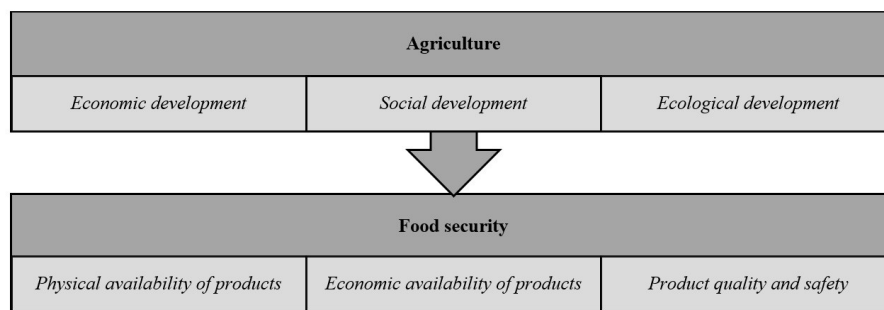 Agriculture
Economic development
Social development
Ecological development
Food security
Physical availability of products
Economic availability of products
Product quality and safety